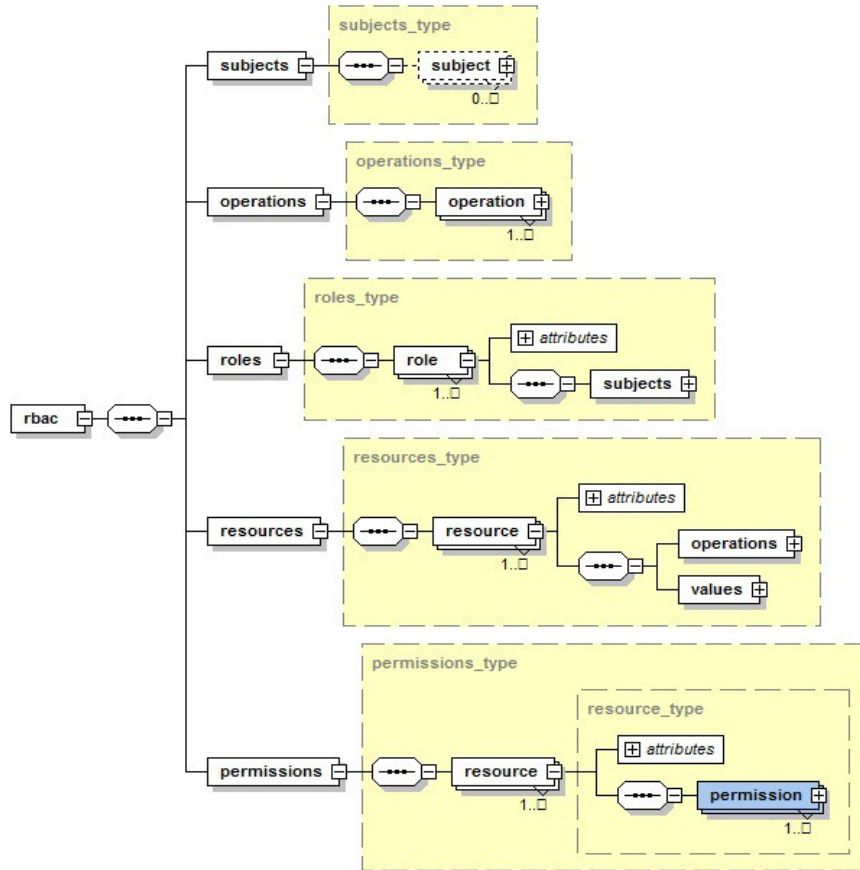 subjects_type
subjects
subject
0..□
operations_type
operations
operation
1..□
roles_type
attributes
roles
role
1..□
subjects
rbac
resources_type
attributes
resources
resource
1..□
operations
values
permissions_type
resource_type
attributes
permissions
resource
1..□
permission
1..□